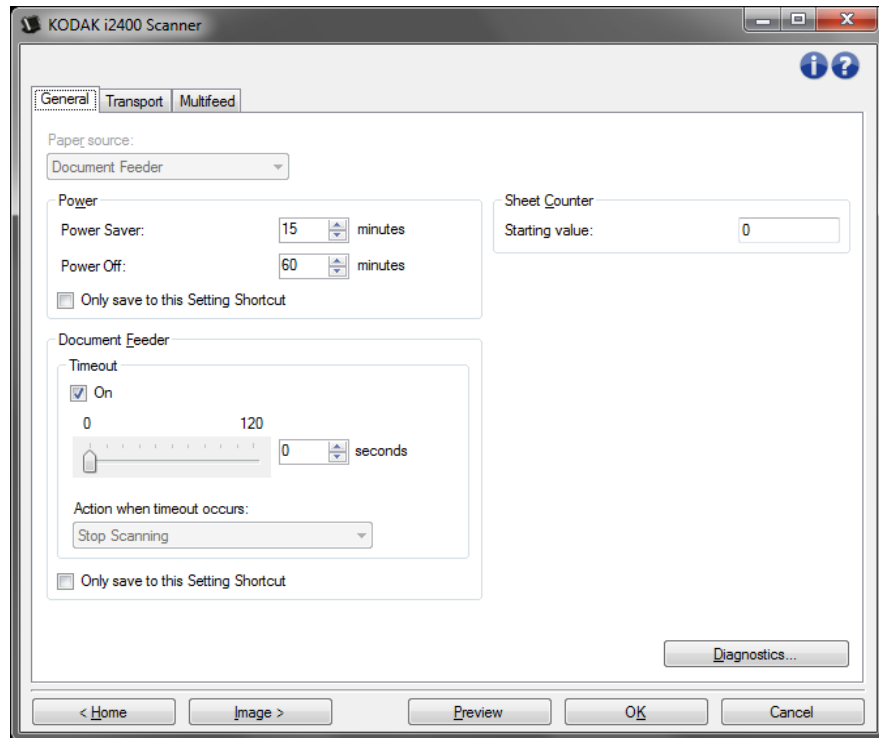 KODAK i2400 Scanner
General Transport Multifeed
Paper source:
Document Feeder
Power
Power Saver: 15 minutes
Power Off: 60 minutes
Only save to this Setting Shortcut
Sheet Counter
Starting value: 0
Document Feeder
Timeout
On
0 120
0 seconds
Action when timeout occurs:
Stop Scanning
Only save to this Setting Shortcut
Diagnostics...
< Home Image > Preview OK Cancel